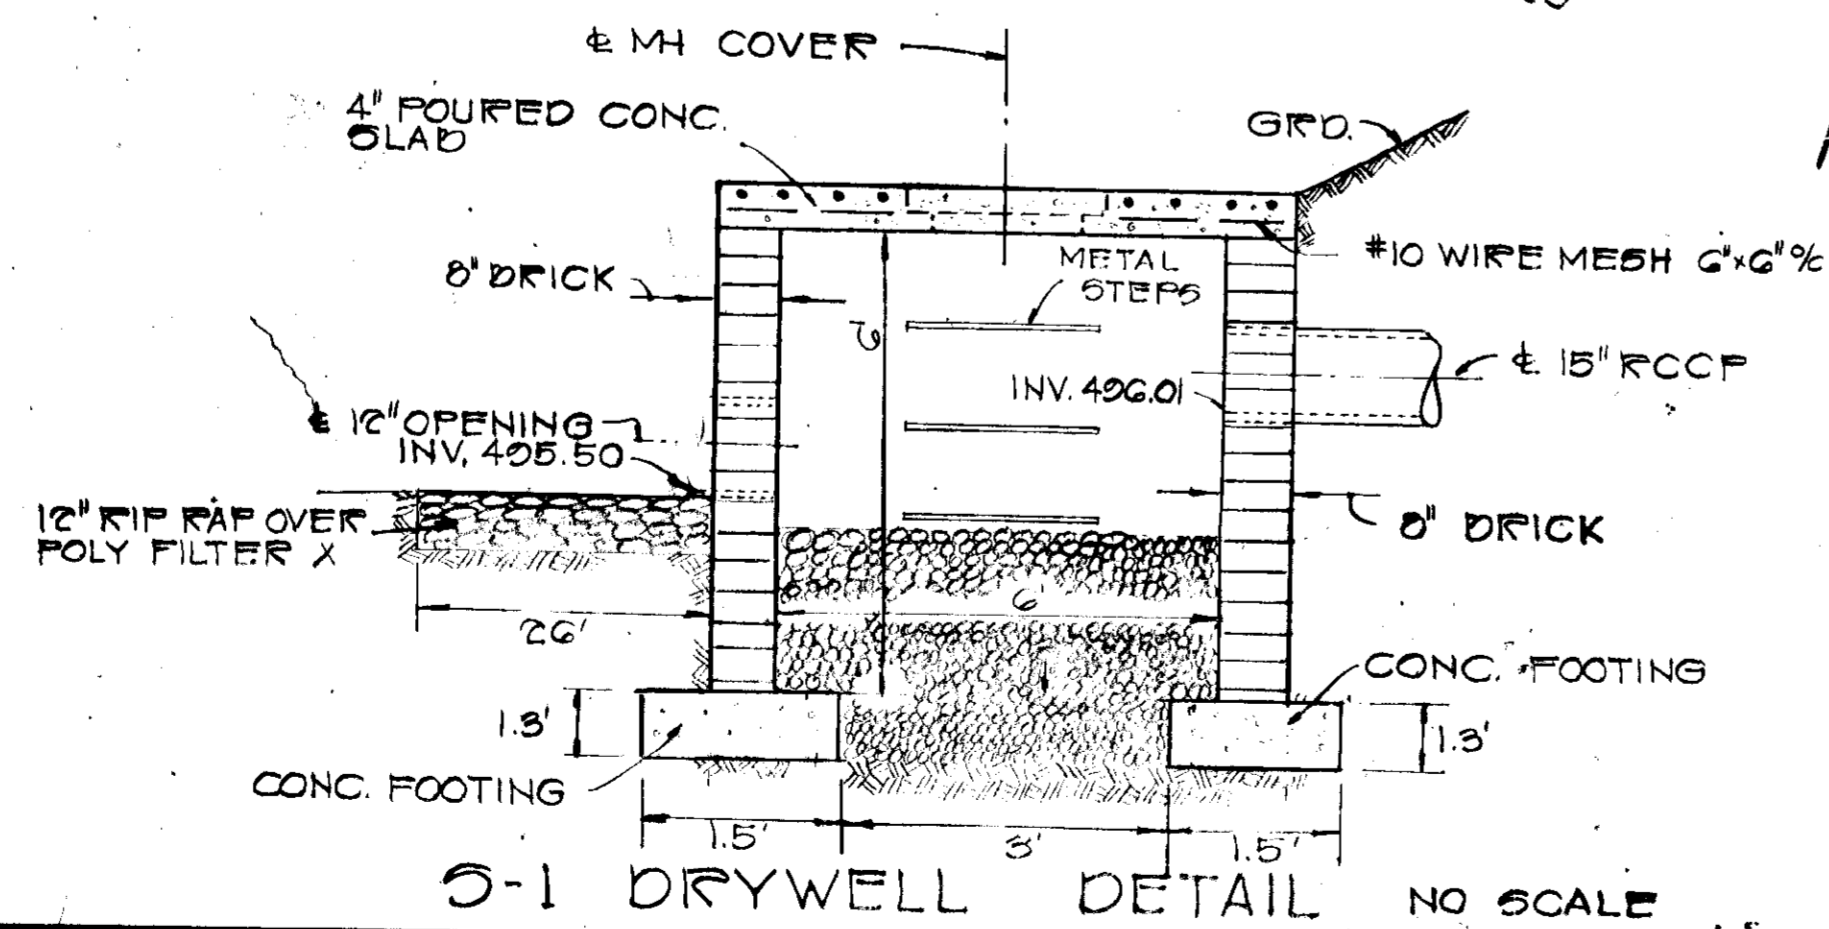 ℄ MH COVER
4" POURED CONC.
SLAB
GRD.
#10 WIRE MESH 6"x6" %
8" BRICK
METAL
STEPS
℄ 15" RCCP
INV. 496.01
℄ 12" OPENING
INV. 495.50
12" RIP RAP OVER
POLY FILTER X
8" BRICK
26'
6'
CONC. FOOTING
1.3'
1.3'
CONC. FOOTING
1.5'
3'
1.5'
S-1 DRYWELL DETAIL NO SCALE